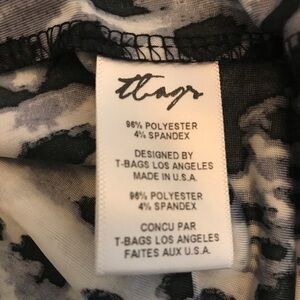 tbags
96% POLYESTER
4% SPANDEX
DESIGNED BY
T-BAGS LOS ANGELES
MADE IN U.S.A.
96% POLYESTER
4% SPANDEX
CONCU PAR
T-BAGS LOS ANGELES
FAITES AUX U.S.A.